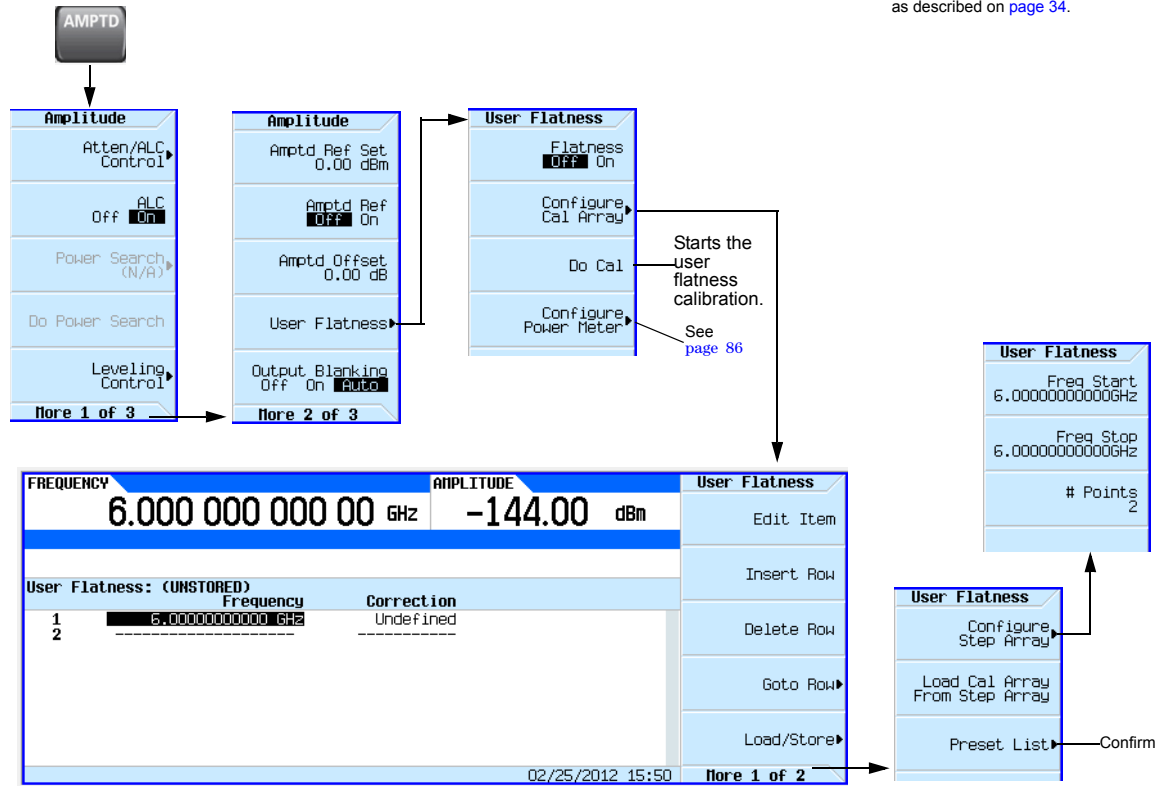 as described on page 34.
AMPTD
Amplitude
Atten/ALC
Control
ALC
Off On
Power Search
(N/A)
Do Power Search
Leveling
Control
More 1 of 3
Amplitude
Amptd Ref Set
0.00 dBm
Amptd Ref
Off On
Amptd Offset
0.00 dB
User Flatness
Output Blanking
Off On Auto
More 2 of 3
User Flatness
Flatness
Off On
Configure
Cal Array
Do Cal
Configure
Power Meter
Starts the
user
flatness
calibration.
See
page 86
FREQUENCY
6.000 000 000 00 GHz
AMPLITUDE
-144.00 dBm
User Flatness: (UNSTORED)
Frequency Correction
1 6.00000000000 GHz Undefined
2 -------------------- -----------
02/25/2012 15:50
User Flatness
Edit Item
Insert Row
Delete Row
Goto Row
Load/Store
More 1 of 2
User Flatness
Configure
Step Array
Load Cal Array
From Step Array
Preset List
Confirm
User Flatness
Freq Start
6.00000000000GHz
Freq Stop
6.00000000000GHz
# Points
2